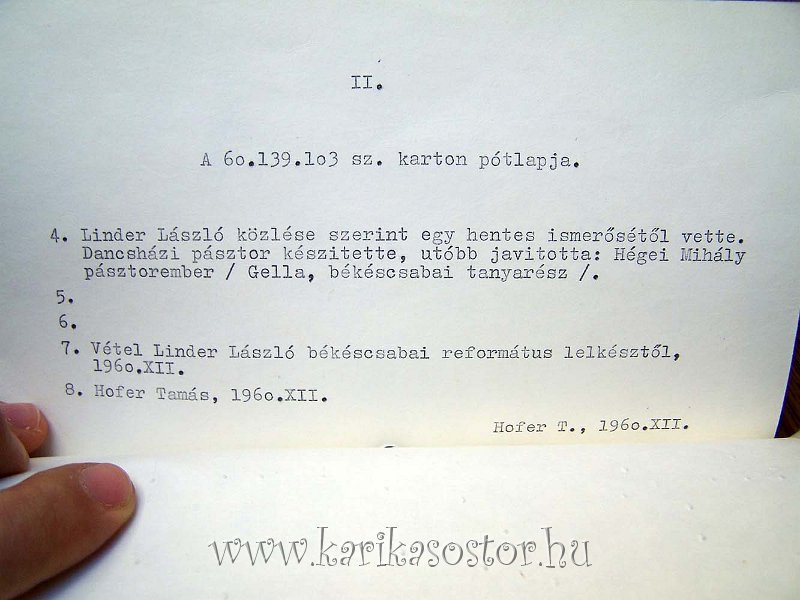 II.
A 6o.139.1o3 sz. karton pótlapja.
4. Linder László közlése szerint egy hentes ismerősétől vette.
Dancsházi pásztor készitette, utóbb javitotta: Hégei Mihály
pásztorember / Gella, békéscsabai tanyarész /.
5.
6.
7. Vétel Linder László békéscsabai református lelkésztől,
196o.XII.
8. Hofer Tamás, 196o.XII.
Hofer T., 196o.XII.
www.karikasostor.hu